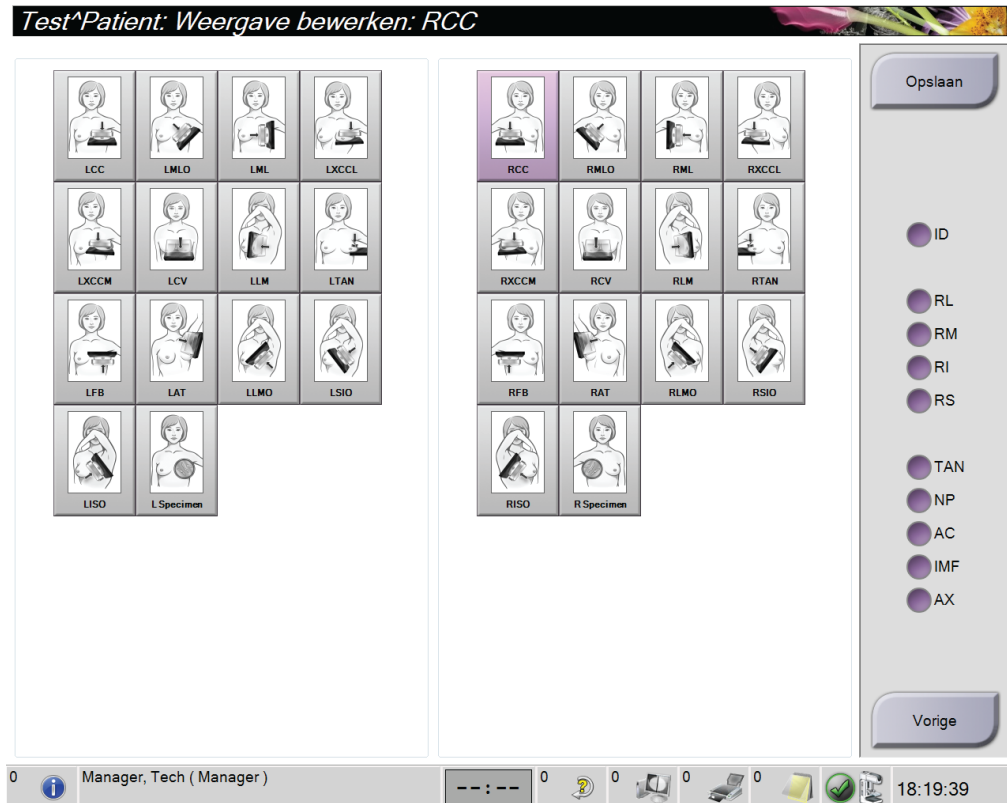 Test^Patient: Weergave bewerken: RCC
LCC LMLO LML LXCCL
LXCCM LCV LLM LTAN
LFB LAT LLMO LSIO
LISO L Specimen
RCC RMLO RML RXCCL
RXCCM RCV RLM RTAN
RFB RAT RLMO RSIO
RISO R Specimen
Opslaan
ID
RL
RM
RI
RS
TAN
NP
AC
IMF
AX
Vorige
0 Manager, Tech ( Manager ) --:-- 0 0 0 0 18:19:39